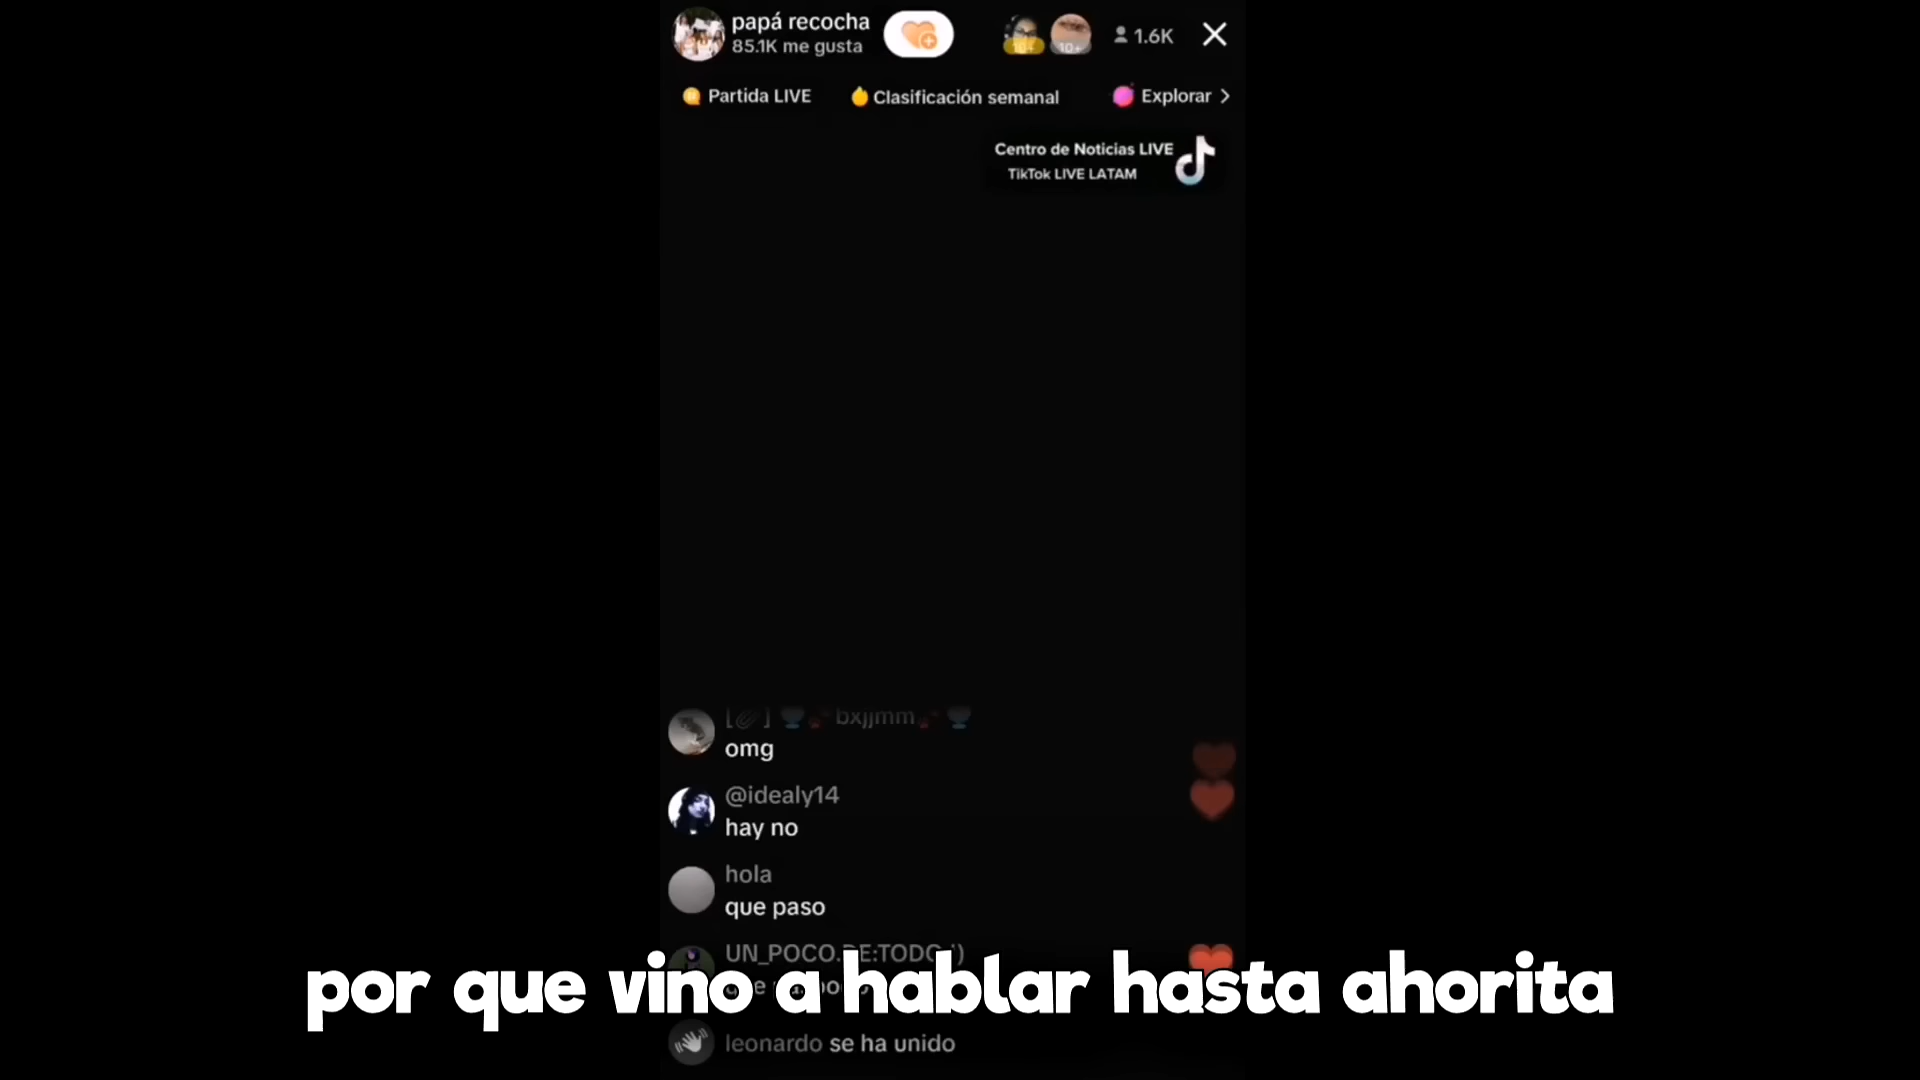 papá recocha
85.1K me gusta
10+
10+
1.6K
Partida LIVE
Clasificación semanal
Explorar
Centro de Noticias LIVE
TikTok LIVE LATAM
bxjjmm
omg
@idealy14
hay no
hola
que paso
por que vino a hablar hasta ahorita
leonardo se ha unido